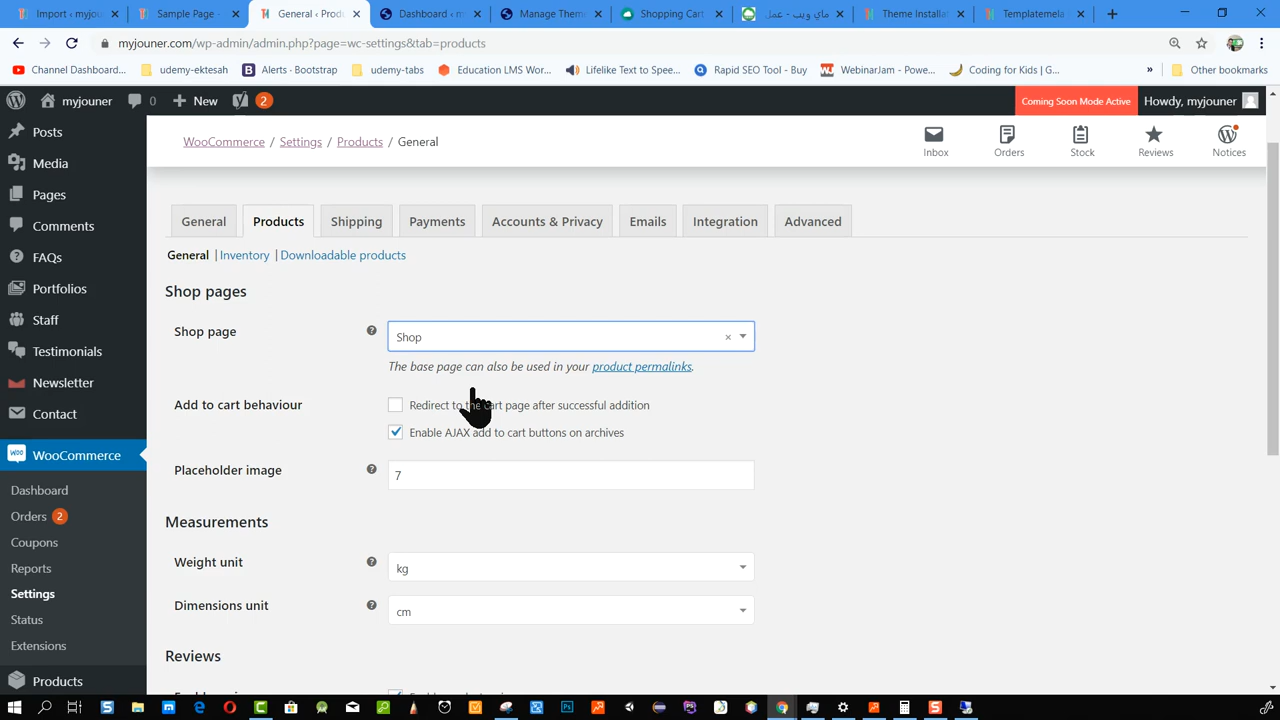 Import ‹ myjoun
Sample Page -
General ‹ Produ
Dashboard ‹ m
Manage Theme
Shopping Cart
ماي ويب - عمل
Theme Installat
Templatemela
myjouner.com/wp-admin/admin.php?page=wc-settings&tab=products
Channel Dashboard...
udemy-ektesah
Alerts · Bootstrap
udemy-tabs
Education LMS Wor...
Lifelike Text to Spee...
Rapid SEO Tool - Buy
WebinarJam - Powe...
Coding for Kids | G...
»
Other bookmarks
myjouner
0
New
2
Coming Soon Mode Active
Howdy, myjouner
Posts
Media
Pages
Comments
FAQs
Portfolios
Staff
Testimonials
Newsletter
Contact
WooCommerce
Dashboard
Orders 2
Coupons
Reports
Settings
Status
Extensions
Products
WooCommerce / Settings / Products / General
Inbox
Orders
Stock
Reviews
Notices
General
Products
Shipping
Payments
Accounts & Privacy
Emails
Integration
Advanced
General | Inventory | Downloadable products
Shop pages
Shop page
Shop
×
The base page can also be used in your product permalinks.
Add to cart behaviour
Redirect to the cart page after successful addition
Enable AJAX add to cart buttons on archives
Placeholder image
7
Measurements
Weight unit
kg
Dimensions unit
cm
Reviews